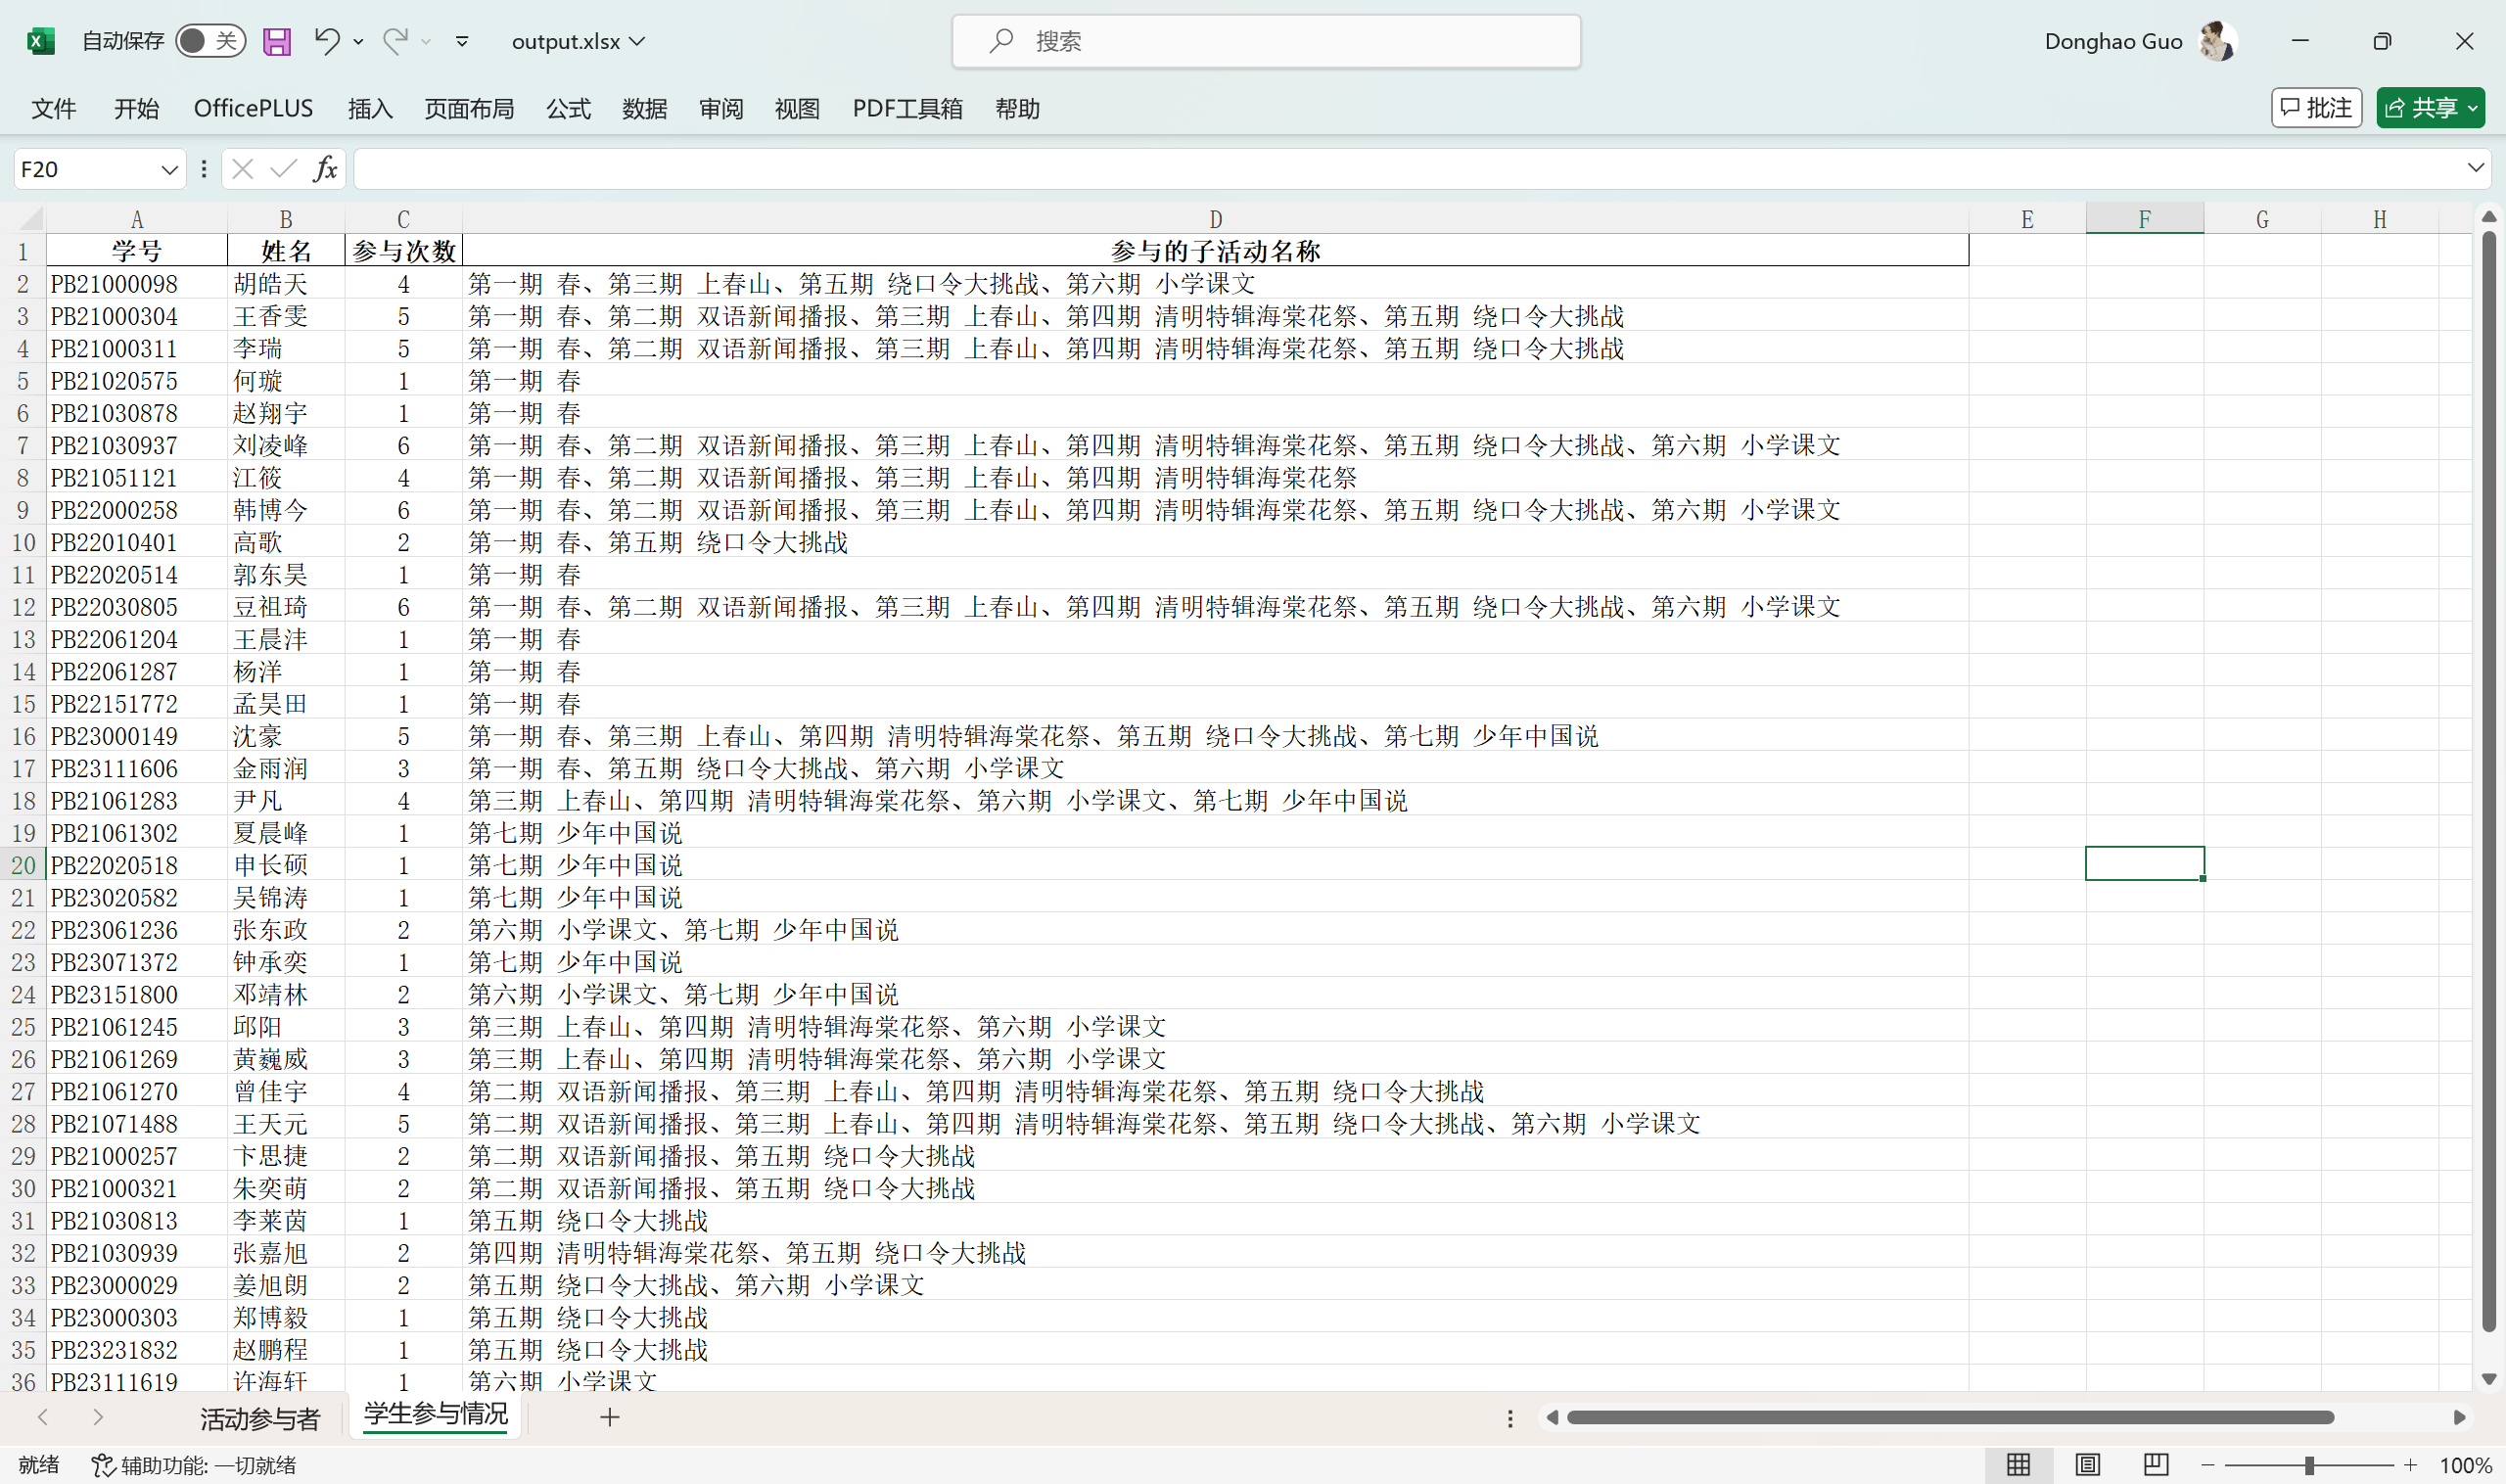 自动保存 关 output.xlsx 搜索 Donghao Guo
文件 开始 OfficePLUS 插入 页面布局 公式 数据 审阅 视图 PDF工具箱 帮助 批注 共享
F20 fx
A B C D E F G H
1 学号 姓名 参与次数 参与的子活动名称
2 PB21000098 胡皓天 4 第一期 春、第三期 上春山、第五期 绕口令大挑战、第六期 小学课文
3 PB21000304 王香雯 5 第一期 春、第二期 双语新闻播报、第三期 上春山、第四期 清明特辑海棠花祭、第五期 绕口令大挑战
4 PB21000311 李瑞 5 第一期 春、第二期 双语新闻播报、第三期 上春山、第四期 清明特辑海棠花祭、第五期 绕口令大挑战
5 PB21020575 何璇 1 第一期 春
6 PB21030878 赵翔宇 1 第一期 春
7 PB21030937 刘凌峰 6 第一期 春、第二期 双语新闻播报、第三期 上春山、第四期 清明特辑海棠花祭、第五期 绕口令大挑战、第六期 小学课文
8 PB21051121 江筱 4 第一期 春、第二期 双语新闻播报、第三期 上春山、第四期 清明特辑海棠花祭
9 PB22000258 韩博今 6 第一期 春、第二期 双语新闻播报、第三期 上春山、第四期 清明特辑海棠花祭、第五期 绕口令大挑战、第六期 小学课文
10 PB22010401 高歌 2 第一期 春、第五期 绕口令大挑战
11 PB22020514 郭东昊 1 第一期 春
12 PB22030805 豆祖琦 6 第一期 春、第二期 双语新闻播报、第三期 上春山、第四期 清明特辑海棠花祭、第五期 绕口令大挑战、第六期 小学课文
13 PB22061204 王晨沣 1 第一期 春
14 PB22061287 杨洋 1 第一期 春
15 PB22151772 孟昊田 1 第一期 春
16 PB23000149 沈豪 5 第一期 春、第三期 上春山、第四期 清明特辑海棠花祭、第五期 绕口令大挑战、第七期 少年中国说
17 PB23111606 金雨润 3 第一期 春、第五期 绕口令大挑战、第六期 小学课文
18 PB21061283 尹凡 4 第三期 上春山、第四期 清明特辑海棠花祭、第六期 小学课文、第七期 少年中国说
19 PB21061302 夏晨峰 1 第七期 少年中国说
20 PB22020518 申长硕 1 第七期 少年中国说
21 PB23020582 吴锦涛 1 第七期 少年中国说
22 PB23061236 张东政 2 第六期 小学课文、第七期 少年中国说
23 PB23071372 钟承奕 1 第七期 少年中国说
24 PB23151800 邓靖林 2 第六期 小学课文、第七期 少年中国说
25 PB21061245 邱阳 3 第三期 上春山、第四期 清明特辑海棠花祭、第六期 小学课文
26 PB21061269 黄巍威 3 第三期 上春山、第四期 清明特辑海棠花祭、第六期 小学课文
27 PB21061270 曾佳宇 4 第二期 双语新闻播报、第三期 上春山、第四期 清明特辑海棠花祭、第五期 绕口令大挑战
28 PB21071488 王天元 5 第二期 双语新闻播报、第三期 上春山、第四期 清明特辑海棠花祭、第五期 绕口令大挑战、第六期 小学课文
29 PB21000257 卞思捷 2 第二期 双语新闻播报、第五期 绕口令大挑战
30 PB21000321 朱奕萌 2 第二期 双语新闻播报、第五期 绕口令大挑战
31 PB21030813 李莱茵 1 第五期 绕口令大挑战
32 PB21030939 张嘉旭 2 第四期 清明特辑海棠花祭、第五期 绕口令大挑战
33 PB23000029 姜旭朗 2 第五期 绕口令大挑战、第六期 小学课文
34 PB23000303 郑博毅 1 第五期 绕口令大挑战
35 PB23231832 赵鹏程 1 第五期 绕口令大挑战
36 PB23111619 许海轩 1 第六期 小学课文
活动参与者 学生参与情况
就绪 辅助功能: 一切就绪 100%